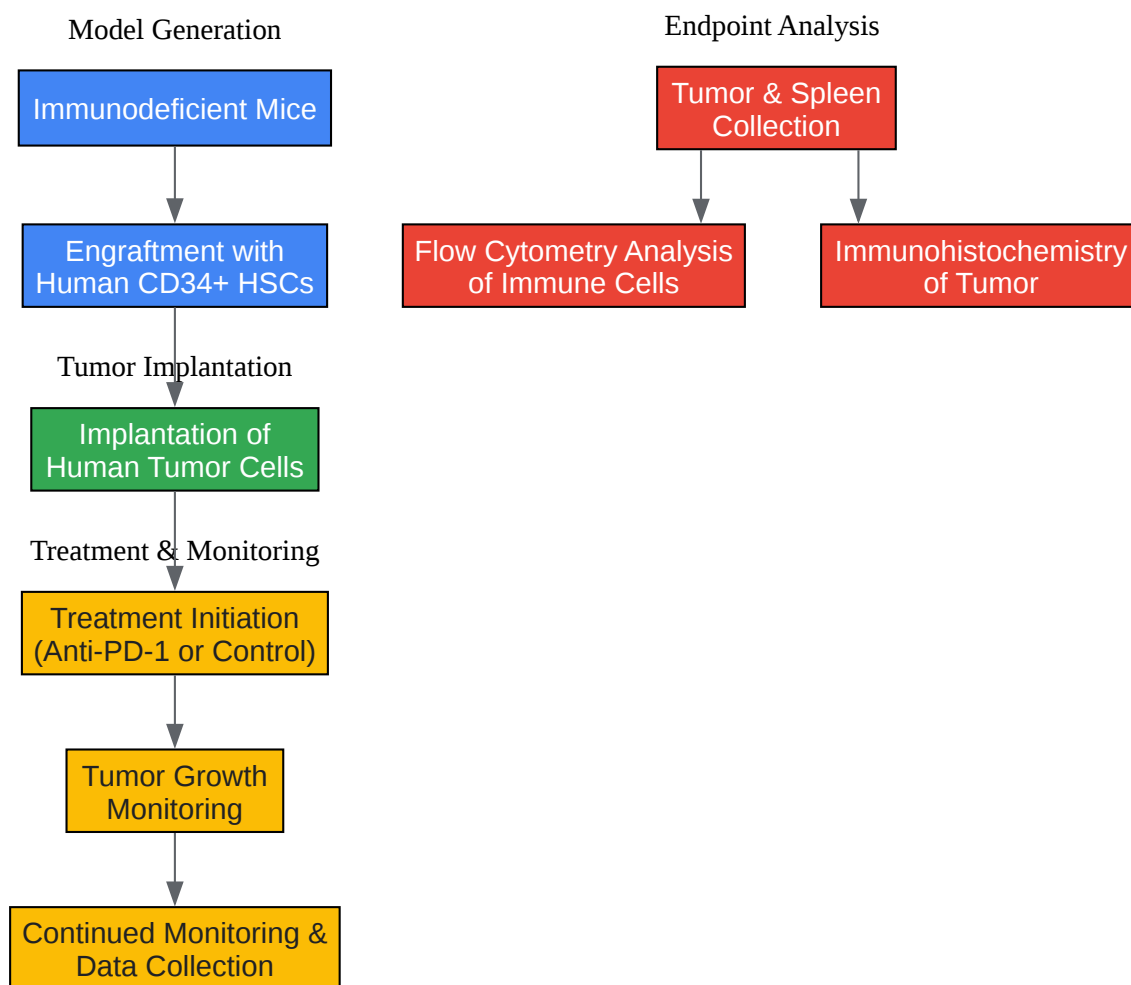 Model Generation
Immunodeficient Mice
Engraftment with
Human CD34+ HSCs
Tumor Implantation
Implantation of
Human Tumor Cells
Treatment & Monitoring
Treatment Initiation
(Anti-PD-1 or Control)
Tumor Growth
Monitoring
Continued Monitoring &
Data Collection
Endpoint Analysis
Tumor & Spleen
Collection
Flow Cytometry Analysis
of Immune Cells
Immunohistochemistry
of Tumor